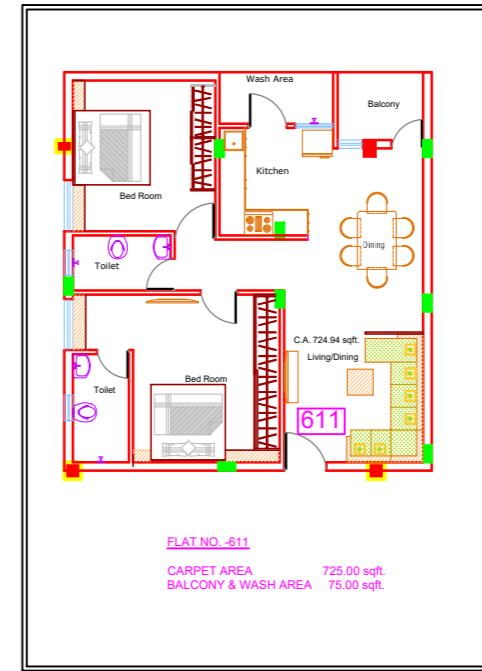 Wash Area
Balcony
Kitchen
Bed Room
Dining
Toilet
C.A. 724.94 sqft.
Living/Dining
Bed Room
Toilet
611
FLAT NO. -611
CARPET AREA 725.00 sqft.
BALCONY & WASH AREA 75.00 sqft.